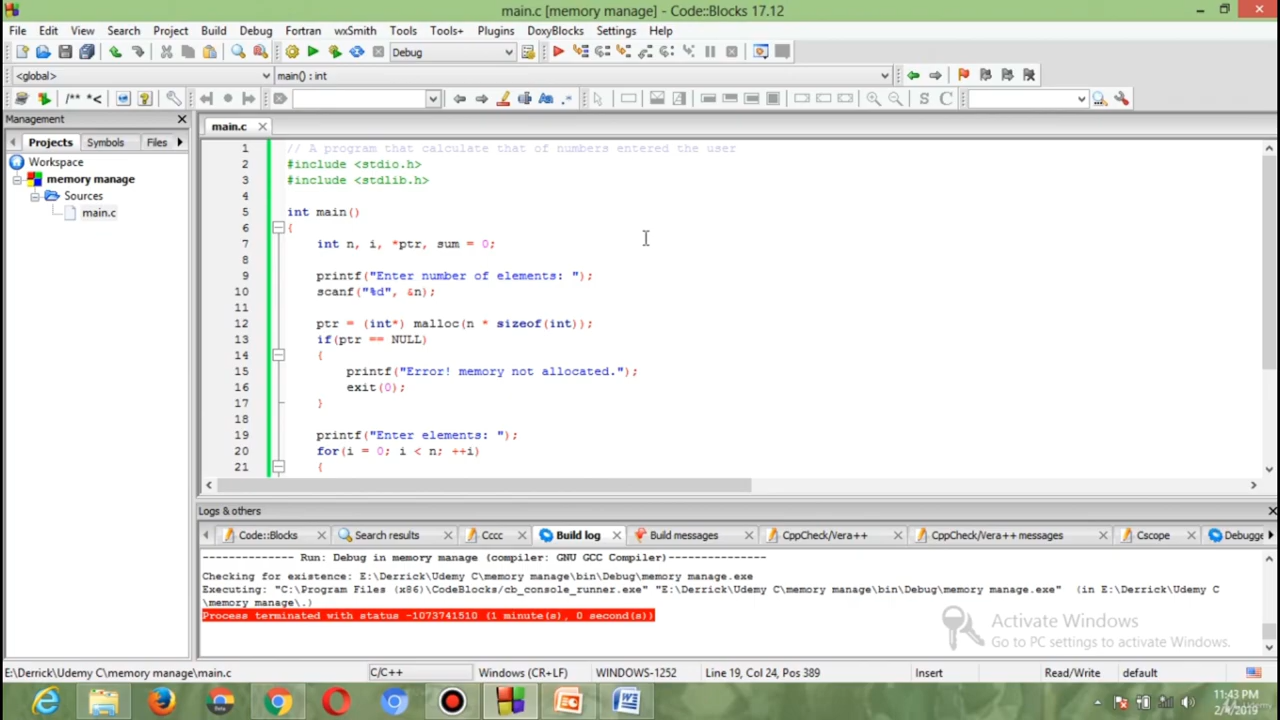 main.c [memory manage] - Code::Blocks 17.12
File Edit View Search Project Build Debug Fortran wxSmith Tools Tools+ Plugins DoxyBlocks Settings Help
Debug
<global> main() : int
/** *<
S C
Management
main.c
Projects Symbols Files
Workspace
memory manage
Sources
main.c
1 // A program that calculate that of numbers entered the user
2 #include <stdio.h>
3 #include <stdlib.h>
4
5 int main()
6 {
7 int n, i, *ptr, sum = 0;
8
9 printf("Enter number of elements: ");
10 scanf("%d", &n);
11
12 ptr = (int*) malloc(n * sizeof(int));
13 if(ptr == NULL)
14 {
15 printf("Error! memory not allocated.");
16 exit(0);
17 }
18
19 printf("Enter elements: ");
20 for(i = 0; i < n; ++i)
21 {
Logs & others
Code::Blocks Search results Cccc Build log Build messages CppCheck/Vera++ CppCheck/Vera++ messages Cscope Debugge
-------------- Run: Debug in memory manage (compiler: GNU GCC Compiler)---------------
Checking for existence: E:\Derrick\Udemy C\memory manage\bin\Debug\memory manage.exe
Executing: "C:\Program Files (x86)\CodeBlocks/cb_console_runner.exe" "E:\Derrick\Udemy C\memory manage\bin\Debug\memory manage.exe" (in E:\Derrick\Udemy C
\memory manage\.)
Process terminated with status -1073741510 (1 minute(s), 0 second(s))
Activate Windows
Go to PC settings to activate Windows.
E:\Derrick\Udemy C\memory manage\main.c C/C++ Windows (CR+LF) WINDOWS-1252 Line 19, Col 24, Pos 389 Insert Read/Write default
11:43 PM
2/4/2019